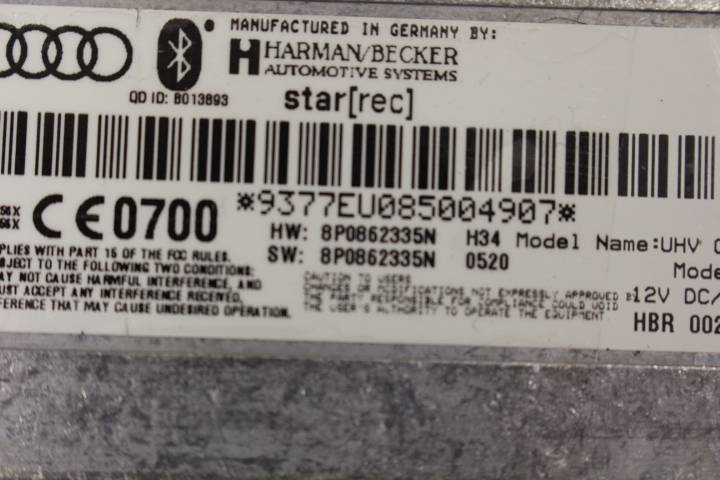 MANUFACTURED IN GERMANY BY:
HARMAN/BECKER
AUTOMOTIVE SYSTEMS
QD ID: B013893
star[rec]
CE0700
*9377EU085004907*
HW: 8P0862335N H34 Model Name:UHV
SW: 8P0862335N 0520
PLIES WITH PART 15 OF THE FCC RULES.
BJECT TO THE FOLLOWING TWO CONDITIONS:
AY NOT CAUSE HARMFUL INTERFERENCE, AND
UST ACCEPT ANY INTERFERENCE RECEIVED,
FERENCE THAT MAY CAUSE UNDESIRED OPERATION.
CAUTION TO USERS
CHANGES OR MODIFICATIONS NOT EXPRESSLY APPROVED
THE PARTY RESPONSIBLE FOR COMPLIANCE COULD VOID
THE USER'S AUTHORITY TO OPERATE THE EQUIPMENT
Mode
12V DC/
HBR 002